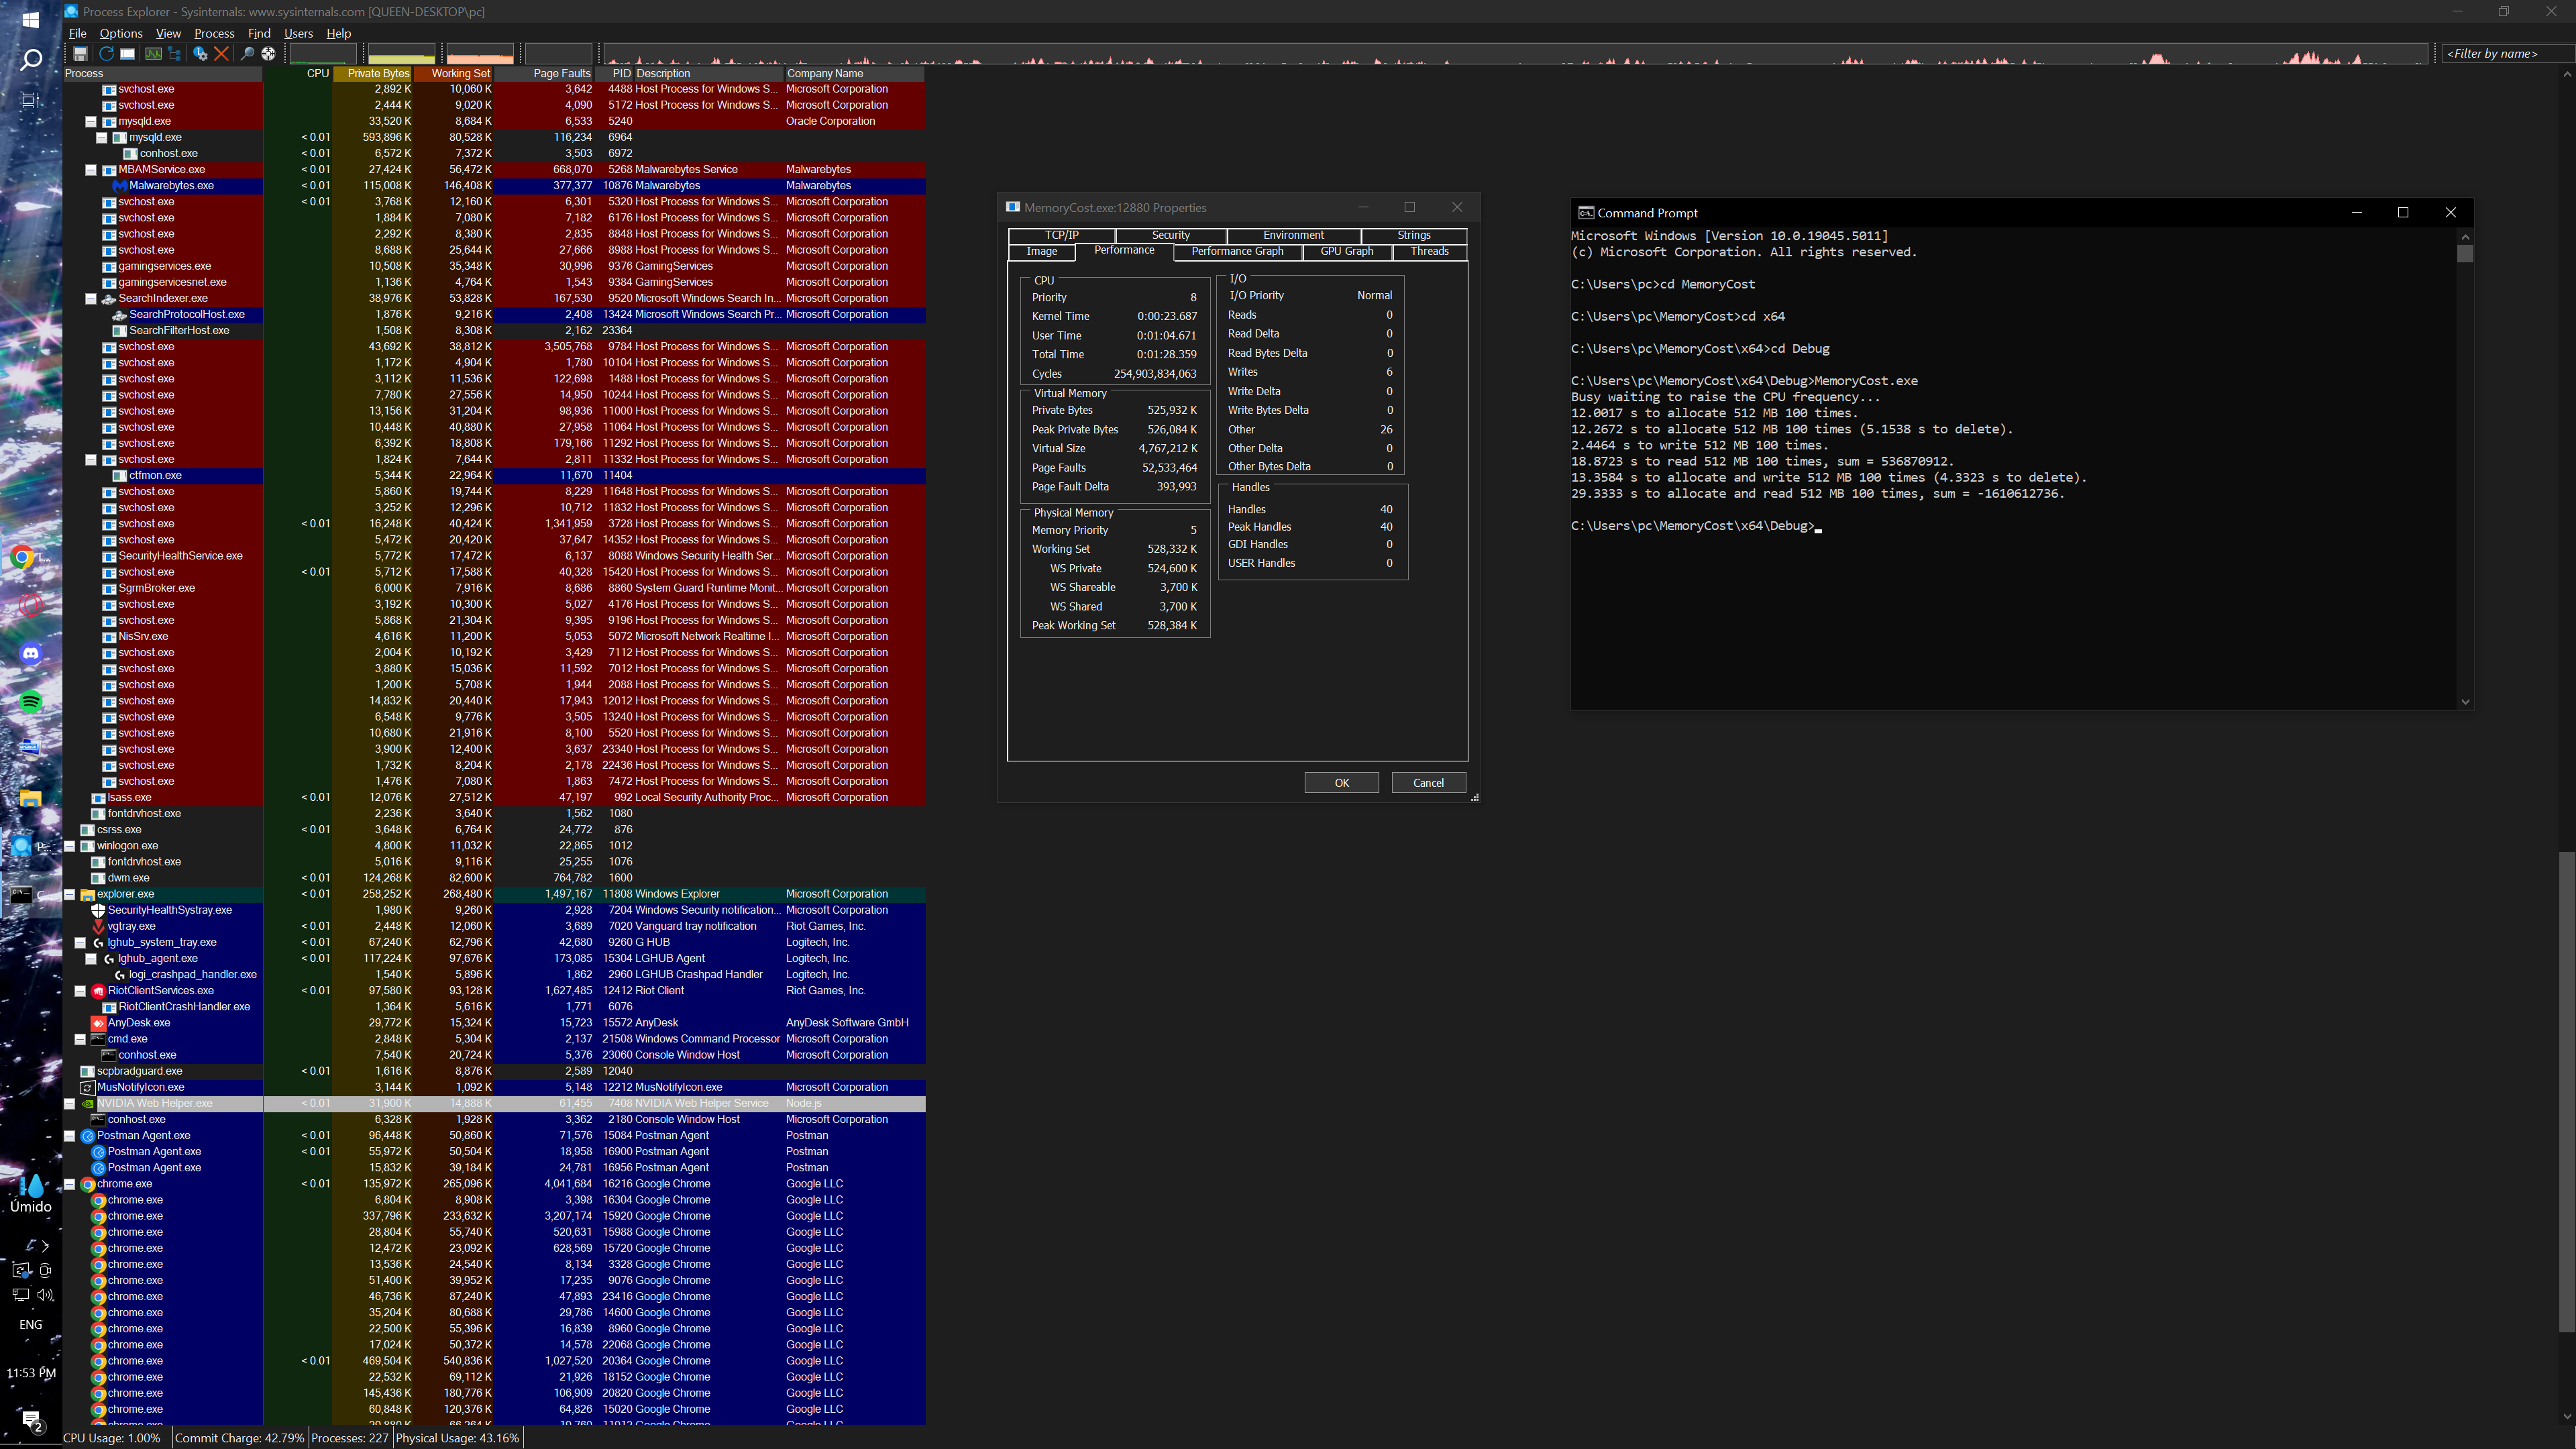 Process Explorer - Sysinternals: www.sysinternals.com [QUEEN-DESKTOP\pc]
File Options View Process Find Users Help
<Filter by name>
Process CPU Private Bytes Working Set Page Faults PID Description Company Name
svchost.exe 2,892 K 10,060 K 3,642 4488 Host Process for Windows S... Microsoft Corporation
svchost.exe 2,444 K 9,020 K 4,090 5172 Host Process for Windows S... Microsoft Corporation
mysqld.exe 33,520 K 8,684 K 6,533 5240 Oracle Corporation
mysqld.exe < 0.01 593,896 K 80,528 K 116,234 6964
conhost.exe < 0.01 6,572 K 7,372 K 3,503 6972
MBAMService.exe < 0.01 27,424 K 56,472 K 668,070 5268 Malwarebytes Service Malwarebytes
Malwarebytes.exe < 0.01 115,008 K 146,408 K 377,377 10876 Malwarebytes Malwarebytes
svchost.exe < 0.01 3,768 K 12,160 K 6,301 5320 Host Process for Windows S... Microsoft Corporation
svchost.exe 1,884 K 7,080 K 7,182 6176 Host Process for Windows S... Microsoft Corporation
svchost.exe 2,292 K 8,380 K 2,835 8848 Host Process for Windows S... Microsoft Corporation
svchost.exe 8,688 K 25,644 K 27,666 8988 Host Process for Windows S... Microsoft Corporation
gamingservices.exe 10,508 K 35,348 K 30,996 9376 GamingServices Microsoft Corporation
gamingservicesnet.exe 1,136 K 4,764 K 1,543 9384 GamingServices Microsoft Corporation
SearchIndexer.exe 38,976 K 53,828 K 167,530 9520 Microsoft Windows Search In... Microsoft Corporation
SearchProtocolHost.exe 1,876 K 9,216 K 2,408 13424 Microsoft Windows Search Pr... Microsoft Corporation
SearchFilterHost.exe 1,508 K 8,308 K 2,162 23364
svchost.exe 43,692 K 38,812 K 3,505,768 9784 Host Process for Windows S... Microsoft Corporation
svchost.exe 1,172 K 4,904 K 1,780 10104 Host Process for Windows S... Microsoft Corporation
svchost.exe 3,112 K 11,536 K 122,698 1488 Host Process for Windows S... Microsoft Corporation
svchost.exe 7,780 K 27,556 K 14,950 10244 Host Process for Windows S... Microsoft Corporation
svchost.exe 13,156 K 31,204 K 98,936 11000 Host Process for Windows S... Microsoft Corporation
svchost.exe 10,448 K 40,880 K 27,958 11064 Host Process for Windows S... Microsoft Corporation
svchost.exe 6,392 K 18,808 K 179,166 11292 Host Process for Windows S... Microsoft Corporation
svchost.exe 1,824 K 7,644 K 2,811 11332 Host Process for Windows S... Microsoft Corporation
ctfmon.exe 5,344 K 22,964 K 11,670 11404
svchost.exe 5,860 K 19,744 K 8,229 11648 Host Process for Windows S... Microsoft Corporation
svchost.exe 3,252 K 12,296 K 10,712 11832 Host Process for Windows S... Microsoft Corporation
svchost.exe < 0.01 16,248 K 40,424 K 1,341,959 3728 Host Process for Windows S... Microsoft Corporation
svchost.exe 5,472 K 20,420 K 37,647 14352 Host Process for Windows S... Microsoft Corporation
SecurityHealthService.exe 5,772 K 17,472 K 6,137 8088 Windows Security Health Ser... Microsoft Corporation
svchost.exe < 0.01 5,712 K 17,588 K 40,328 15420 Host Process for Windows S... Microsoft Corporation
SgrmBroker.exe 6,000 K 7,916 K 8,686 8860 System Guard Runtime Monit... Microsoft Corporation
svchost.exe 3,192 K 10,300 K 5,027 4176 Host Process for Windows S... Microsoft Corporation
svchost.exe 5,868 K 21,304 K 9,395 9196 Host Process for Windows S... Microsoft Corporation
NisSrv.exe 4,616 K 11,200 K 5,053 5072 Microsoft Network Realtime I... Microsoft Corporation
svchost.exe 2,004 K 10,192 K 3,429 7112 Host Process for Windows S... Microsoft Corporation
svchost.exe 3,880 K 15,036 K 11,592 7012 Host Process for Windows S... Microsoft Corporation
svchost.exe 1,200 K 5,708 K 1,944 2088 Host Process for Windows S... Microsoft Corporation
svchost.exe 14,832 K 20,440 K 17,943 12012 Host Process for Windows S... Microsoft Corporation
svchost.exe 6,548 K 9,776 K 3,505 13240 Host Process for Windows S... Microsoft Corporation
svchost.exe 10,680 K 21,916 K 8,100 5520 Host Process for Windows S... Microsoft Corporation
svchost.exe 3,900 K 12,400 K 3,637 23340 Host Process for Windows S... Microsoft Corporation
svchost.exe 1,732 K 8,204 K 2,178 22436 Host Process for Windows S... Microsoft Corporation
svchost.exe 1,476 K 7,080 K 1,863 7472 Host Process for Windows S... Microsoft Corporation
lsass.exe < 0.01 12,076 K 27,512 K 47,197 992 Local Security Authority Proc... Microsoft Corporation
fontdrvhost.exe 2,236 K 3,640 K 1,562 1080
csrss.exe < 0.01 3,648 K 6,764 K 24,772 876
winlogon.exe 4,800 K 11,032 K 22,865 1012
fontdrvhost.exe 5,016 K 9,116 K 25,255 1076
dwm.exe < 0.01 124,268 K 82,600 K 764,782 1600
explorer.exe < 0.01 258,252 K 268,480 K 1,497,167 11808 Windows Explorer Microsoft Corporation
SecurityHealthSystray.exe 1,980 K 9,260 K 2,928 7204 Windows Security notification... Microsoft Corporation
vgtray.exe < 0.01 2,448 K 12,060 K 3,689 7020 Vanguard tray notification Riot Games, Inc.
lghub_system_tray.exe < 0.01 67,240 K 62,796 K 42,680 9260 G HUB Logitech, Inc.
lghub_agent.exe < 0.01 117,224 K 97,676 K 173,085 15304 LGHUB Agent Logitech, Inc.
logi_crashpad_handler.exe 1,540 K 5,896 K 1,862 2960 LGHUB Crashpad Handler Logitech, Inc.
RiotClientServices.exe < 0.01 97,580 K 93,128 K 1,627,485 12412 Riot Client Riot Games, Inc.
RiotClientCrashHandler.exe 1,364 K 5,616 K 1,771 6076
AnyDesk.exe 29,772 K 15,324 K 15,723 15572 AnyDesk AnyDesk Software GmbH
cmd.exe 2,848 K 5,304 K 2,137 21508 Windows Command Processor Microsoft Corporation
conhost.exe 7,540 K 20,724 K 5,376 23060 Console Window Host Microsoft Corporation
scpbradguard.exe < 0.01 1,616 K 8,876 K 2,589 12040
MusNotifyIcon.exe 3,144 K 1,092 K 5,148 12212 MusNotifyIcon.exe Microsoft Corporation
NVIDIA Web Helper.exe < 0.01 31,900 K 14,888 K 61,455 7408 NVIDIA Web Helper Service Node.js
conhost.exe 6,328 K 1,928 K 3,362 2180 Console Window Host Microsoft Corporation
Postman Agent.exe < 0.01 96,448 K 50,860 K 71,576 15084 Postman Agent Postman
Postman Agent.exe < 0.01 55,972 K 50,504 K 18,958 16900 Postman Agent Postman
Postman Agent.exe 15,832 K 39,184 K 24,781 16956 Postman Agent Postman
chrome.exe < 0.01 135,972 K 265,096 K 4,041,684 16216 Google Chrome Google LLC
chrome.exe 6,804 K 8,908 K 3,398 16304 Google Chrome Google LLC
chrome.exe 337,796 K 233,632 K 3,207,174 15920 Google Chrome Google LLC
chrome.exe 28,804 K 55,740 K 520,631 15988 Google Chrome Google LLC
chrome.exe 12,472 K 23,092 K 628,569 15720 Google Chrome Google LLC
chrome.exe 13,536 K 24,540 K 8,134 3328 Google Chrome Google LLC
chrome.exe 51,400 K 39,952 K 17,235 9076 Google Chrome Google LLC
chrome.exe 46,736 K 87,240 K 47,893 23416 Google Chrome Google LLC
chrome.exe 35,204 K 80,688 K 29,786 14600 Google Chrome Google LLC
chrome.exe 22,500 K 55,396 K 16,839 8960 Google Chrome Google LLC
chrome.exe 17,024 K 50,372 K 14,578 22068 Google Chrome Google LLC
chrome.exe < 0.01 469,504 K 540,836 K 1,027,520 20364 Google Chrome Google LLC
chrome.exe 22,532 K 69,112 K 21,926 18152 Google Chrome Google LLC
chrome.exe 145,436 K 180,776 K 106,909 20820 Google Chrome Google LLC
chrome.exe 60,848 K 120,376 K 64,826 15020 Google Chrome Google LLC
CPU Usage: 1.00% Commit Charge: 42.79% Processes: 227 Physical Usage: 43.16%
MemoryCost.exe:12880 Properties
TCP/IP Security Environment Strings
Image Performance Performance Graph GPU Graph Threads
CPU
Priority 8
Kernel Time 0:00:23.687
User Time 0:01:04.671
Total Time 0:01:28.359
Cycles 254,903,834,063
Virtual Memory
Private Bytes 525,932 K
Peak Private Bytes 526,084 K
Virtual Size 4,767,212 K
Page Faults 52,533,464
Page Fault Delta 393,993
Physical Memory
Memory Priority 5
Working Set 528,332 K
WS Private 524,600 K
WS Shareable 3,700 K
WS Shared 3,700 K
Peak Working Set 528,384 K
I/O
I/O Priority Normal
Reads 0
Read Delta 0
Read Bytes Delta 0
Writes 6
Write Delta 0
Write Bytes Delta 0
Other 26
Other Delta 0
Other Bytes Delta 0
Handles
Handles 40
Peak Handles 40
GDI Handles 0
USER Handles 0
OK Cancel
Command Prompt
Microsoft Windows [Version 10.0.19045.5011]
(c) Microsoft Corporation. All rights reserved.
C:\Users\pc>cd MemoryCost
C:\Users\pc\MemoryCost>cd x64
C:\Users\pc\MemoryCost\x64>cd Debug
C:\Users\pc\MemoryCost\x64\Debug>MemoryCost.exe
Busy waiting to raise the CPU frequency...
12.0017 s to allocate 512 MB 100 times.
12.2672 s to allocate 512 MB 100 times (5.1538 s to delete).
2.4464 s to write 512 MB 100 times.
18.8723 s to read 512 MB 100 times, sum = 536870912.
13.3584 s to allocate and write 512 MB 100 times (4.3323 s to delete).
29.3333 s to allocate and read 512 MB 100 times, sum = -1610612736.
C:\Users\pc\MemoryCost\x64\Debug>
Úmido
ENG
11:53 PM
2